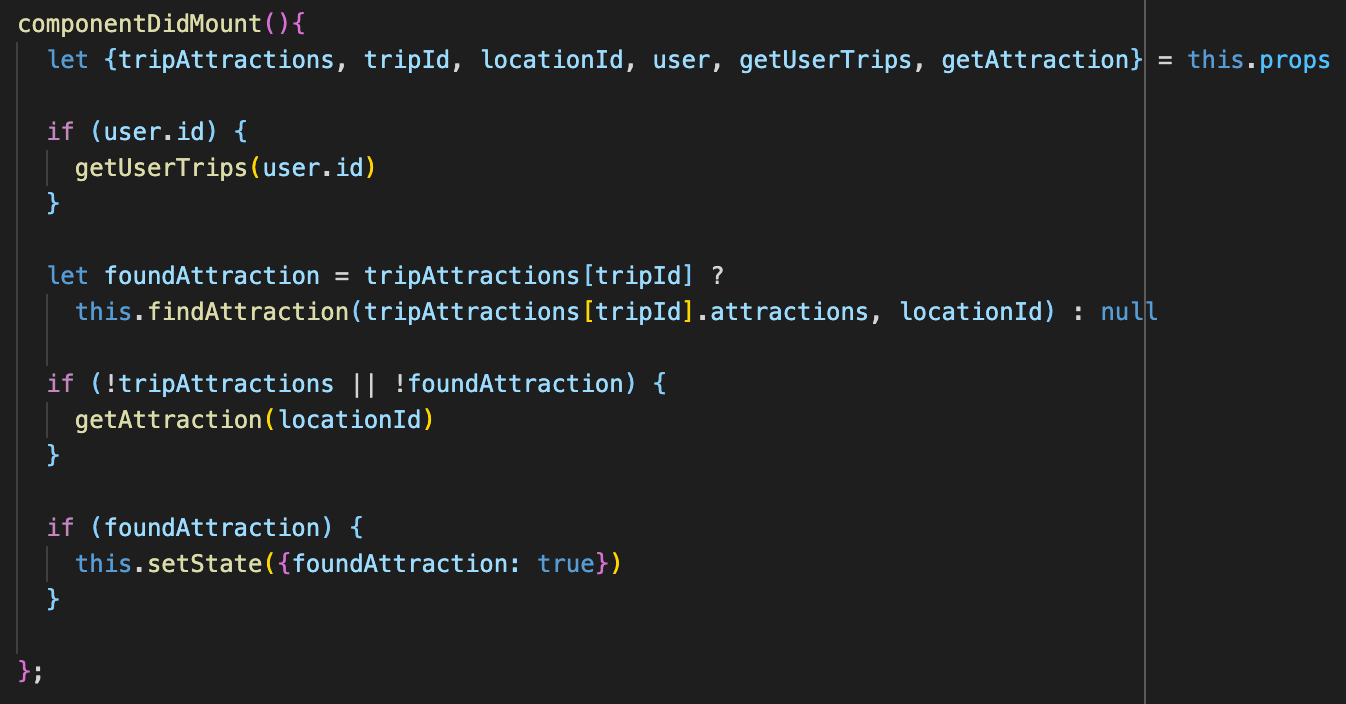 componentDidMount(){
let {tripAttractions, tripId, locationId, user, getUserTrips, getAttraction} = this.props
if (user.id) {
getUserTrips(user.id)
}
let foundAttraction = tripAttractions[tripId] ?
this.findAttraction(tripAttractions[tripId].attractions, locationId) : null
if (!tripAttractions || !foundAttraction) {
getAttraction(locationId)
}
if (foundAttraction) {
this.setState({foundAttraction: true})
}
};